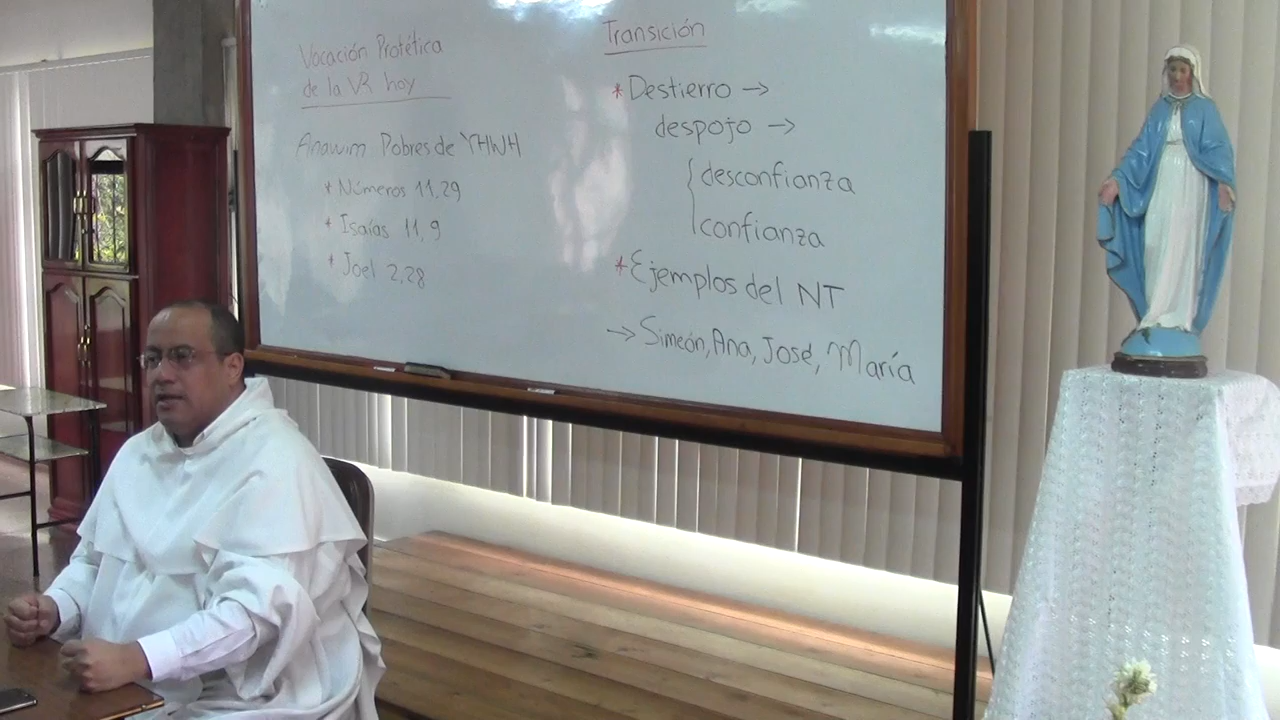 Vocación Profética
de la VR hoy
Anawim Pobres de YHWH
* Números 11,29
* Isaías 11,9
* Joel 2,28
Transición
* Destierro →
despojo →
{ desconfianza
confianza
* Ejemplos del NT
→ Simeón, Ana, José, María